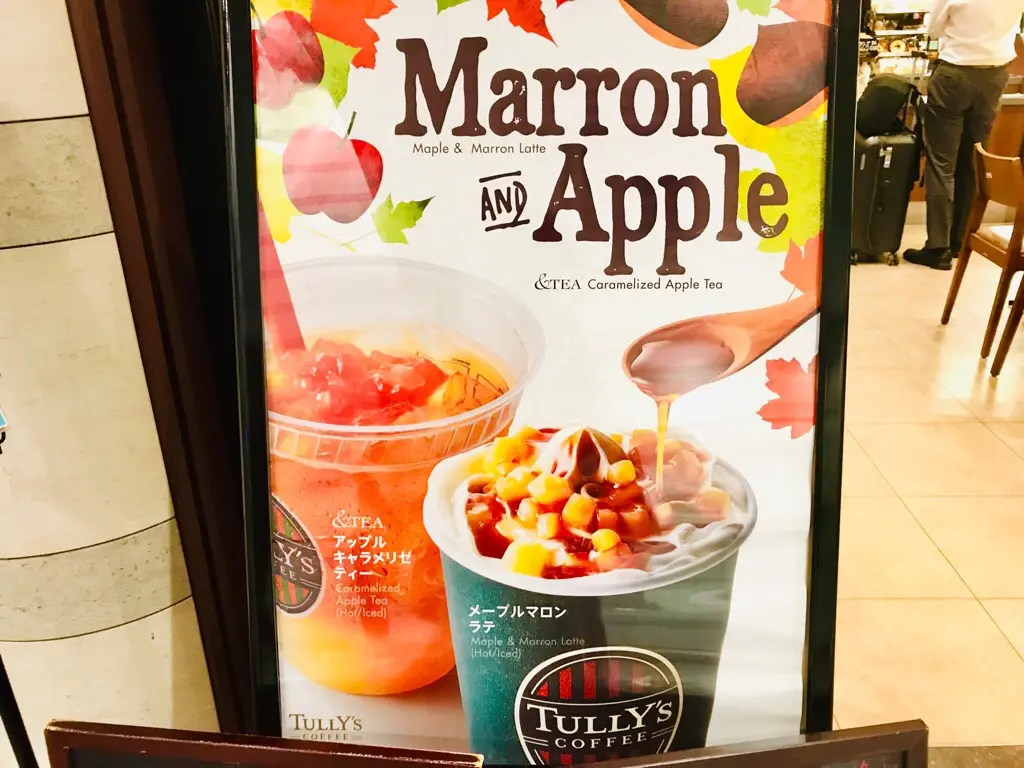 Marron
Maple & Marron Latte
AND Apple
&TEA Caramelized Apple Tea
&TEA
アップル
キャラメリゼ
ティー
Caramelized
Apple Tea
(Hot/Iced)
メープルマロン
ラテ
Maple & Marron Latte
(Hot/Iced)
TULLY'S
COFFEE
TULLY'S
COFFEE